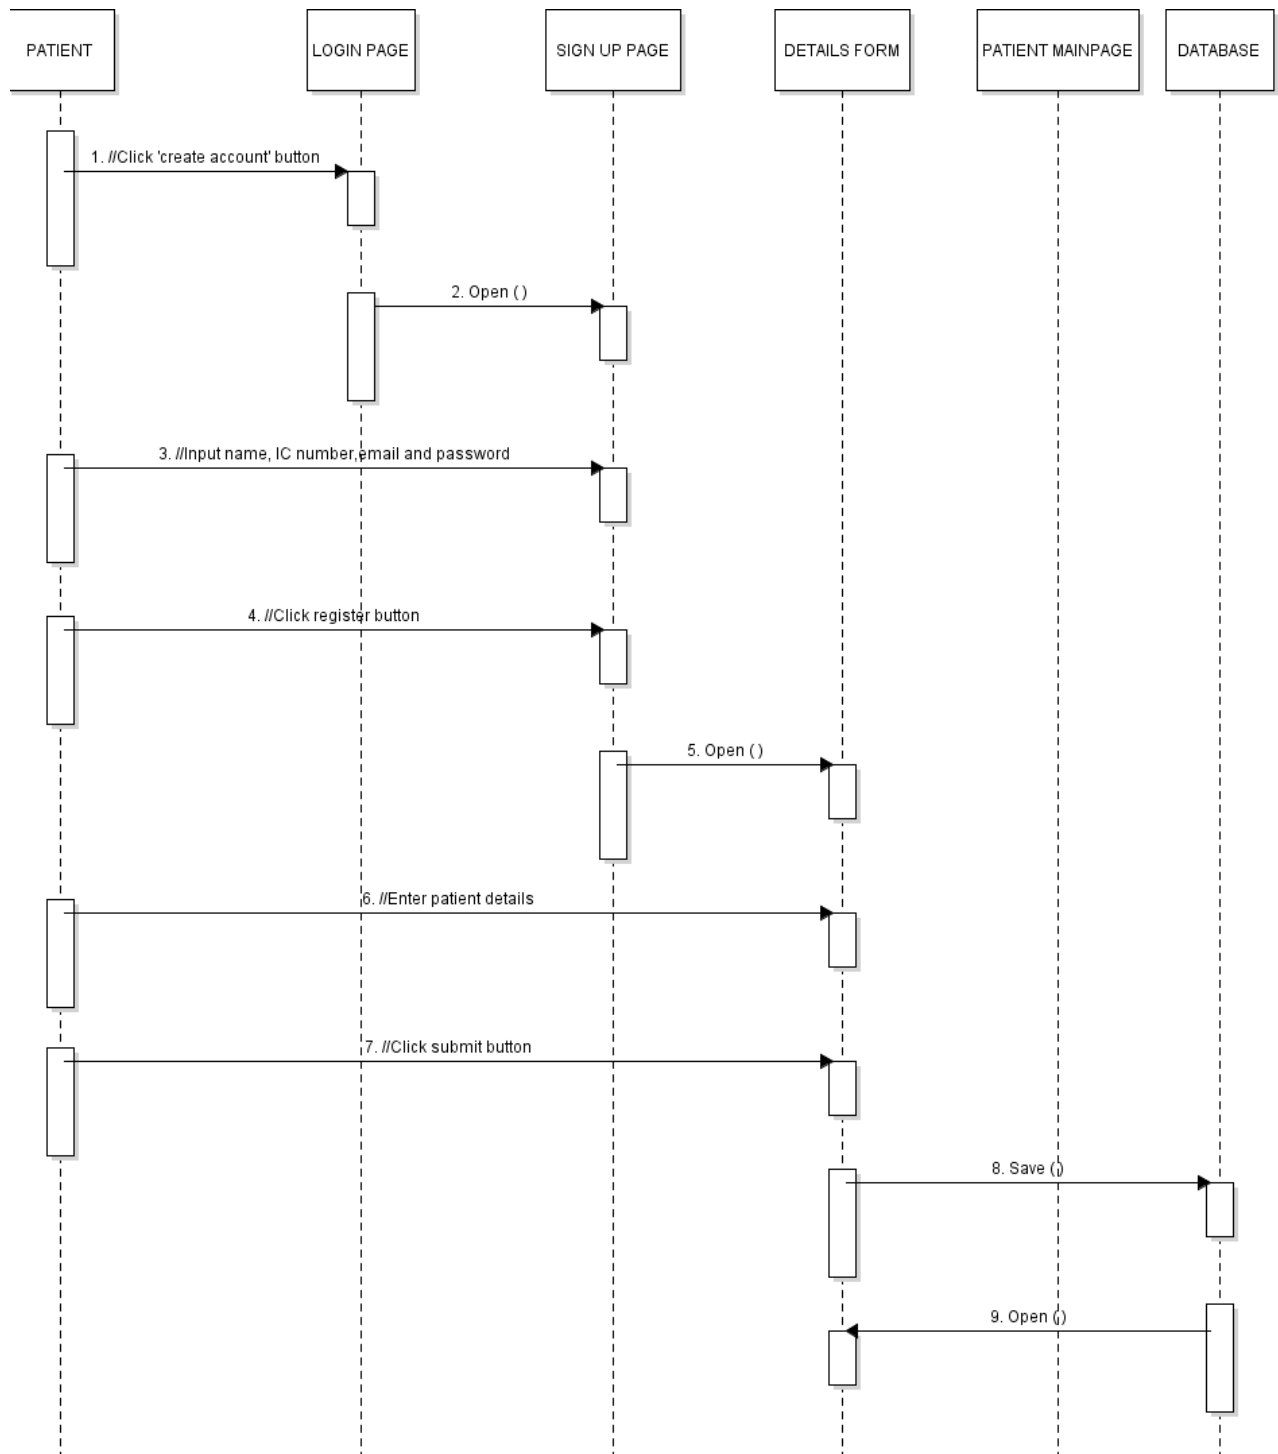 PATIENT
LOGIN PAGE
SIGN UP PAGE
DETAILS FORM
PATIENT MAINPAGE
DATABASE
1. //Click 'create account' button
2. Open ( )
3. //Input name, IC number,email and password
4. //Click register button
5. Open ( )
6. //Enter patient details
7. //Click submit button
8. Save ( )
9. Open ( )